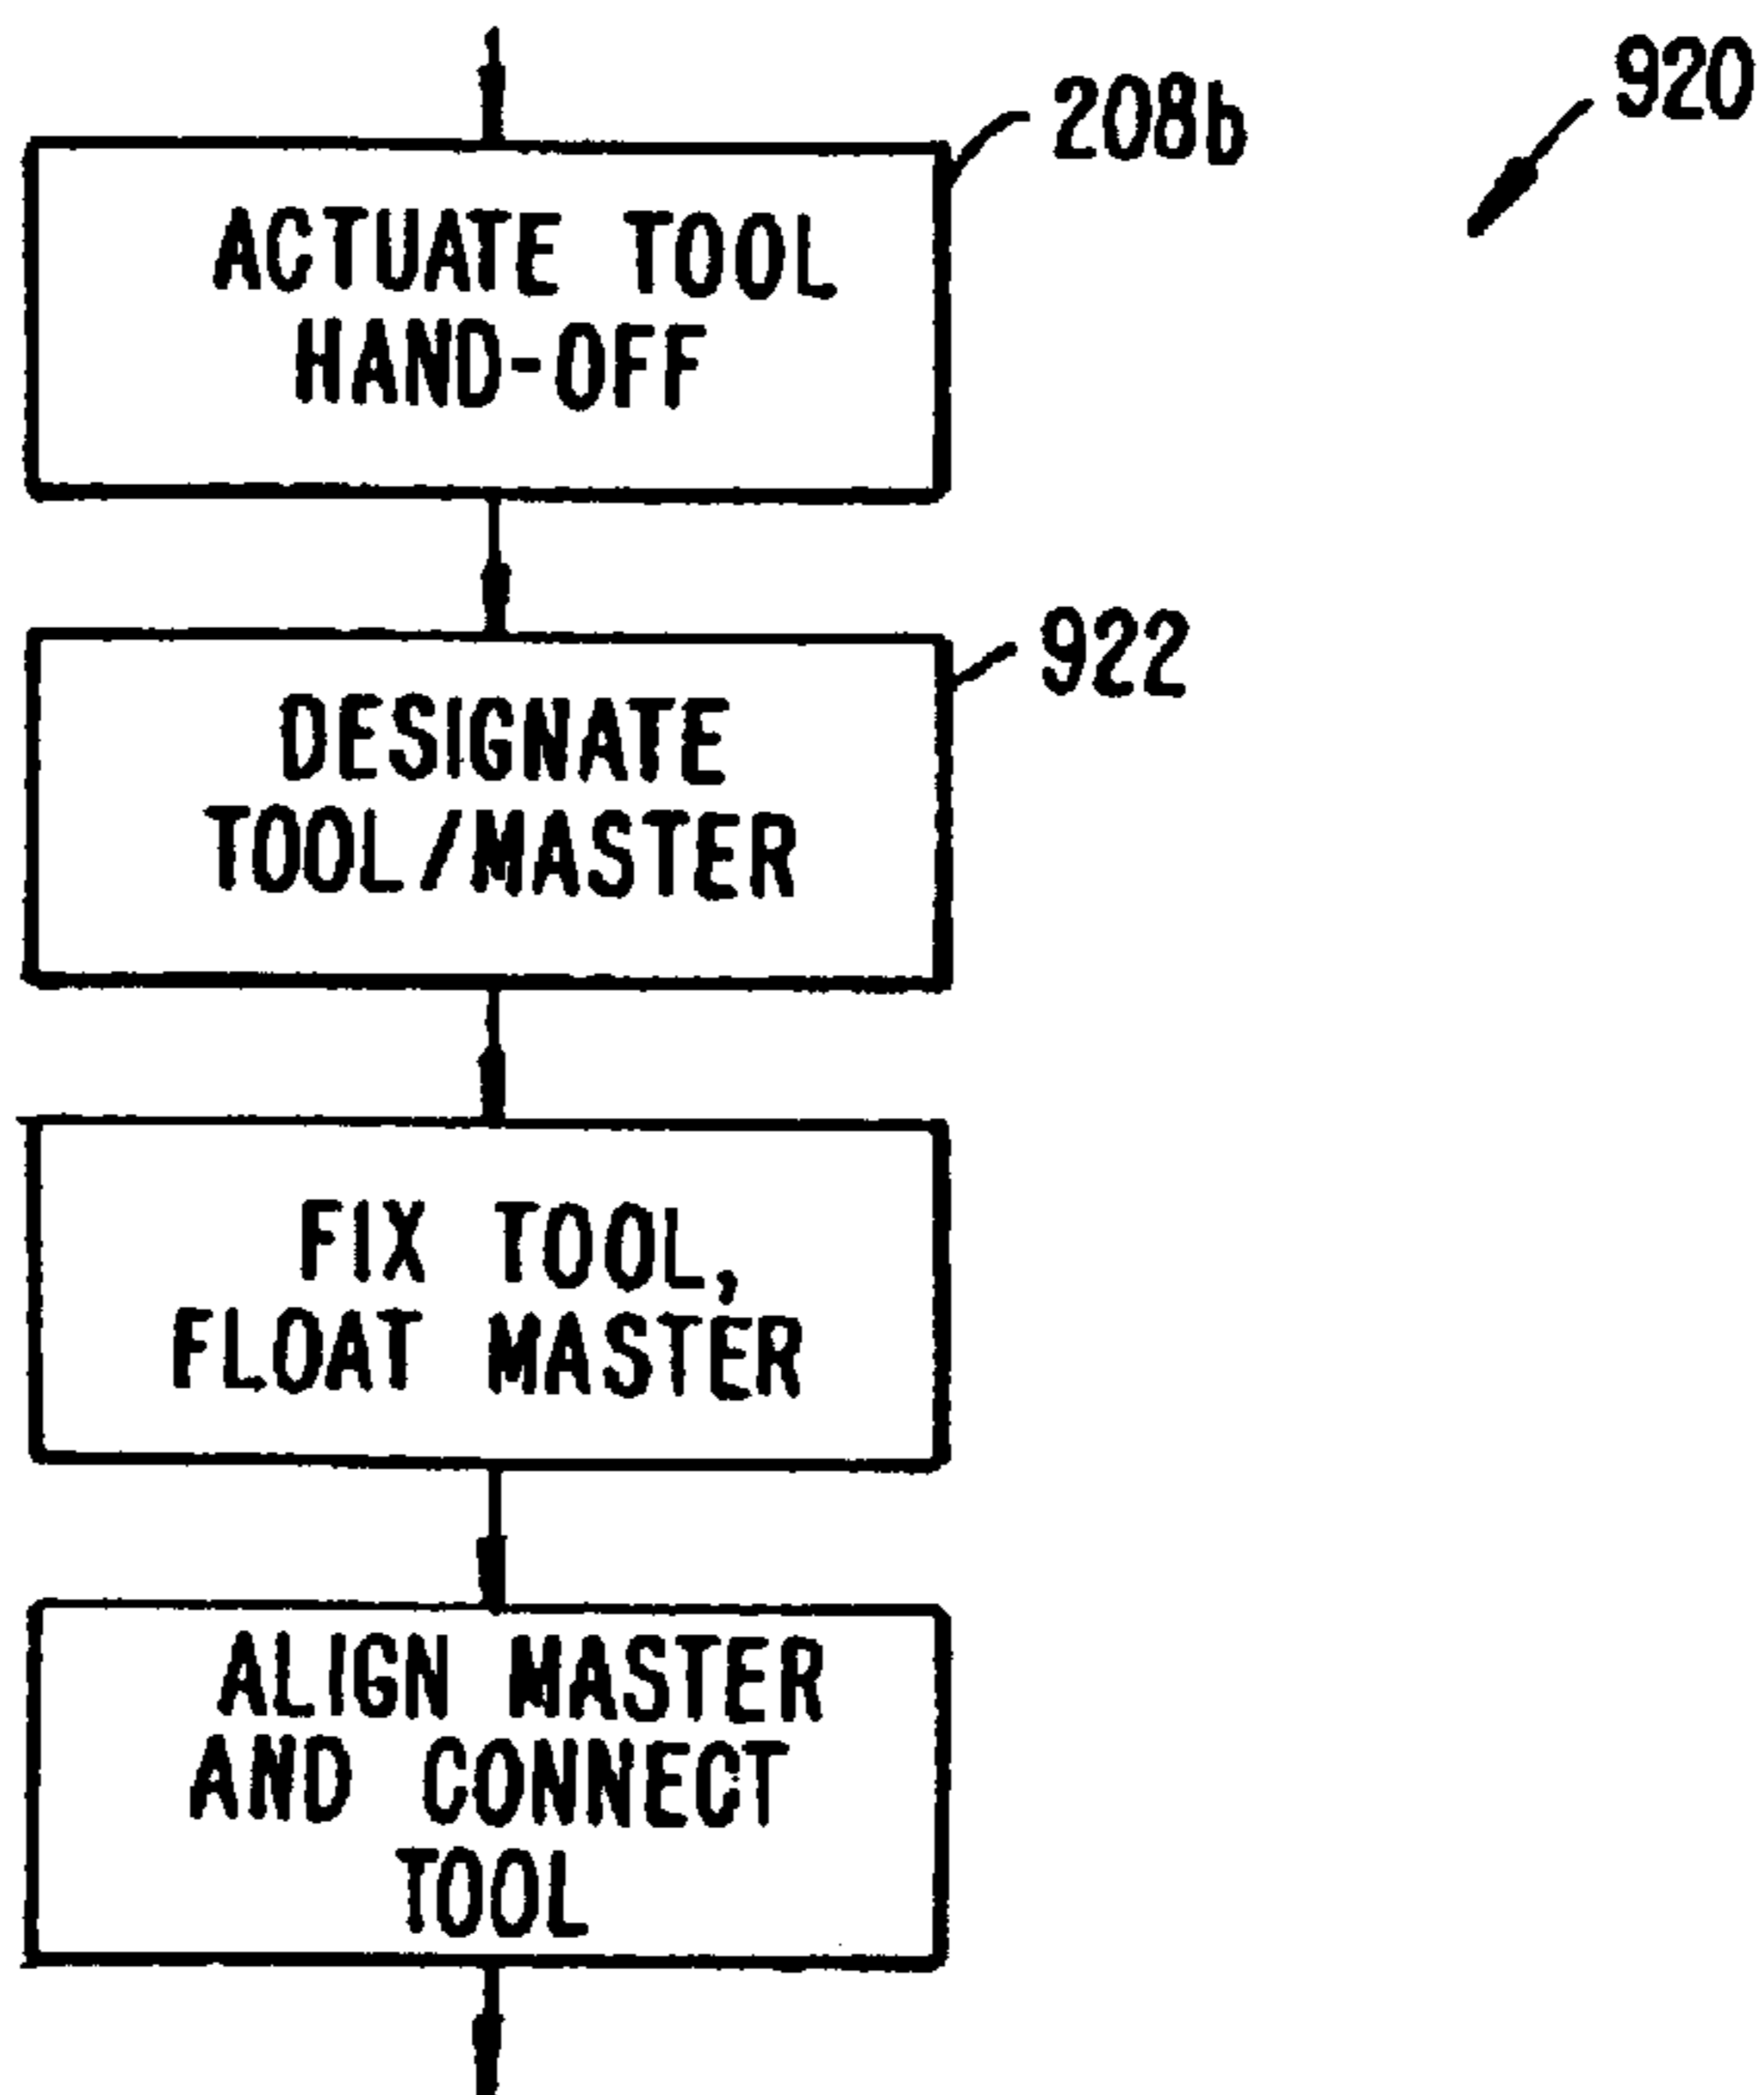 920
208b
ACTUATE TOOL
HAND-OFF
922
DESIGNATE
TOOL/MASTER
FIX TOOL,
FLOAT MASTER
ALIGN MASTER
AND CONNECT
TOOL